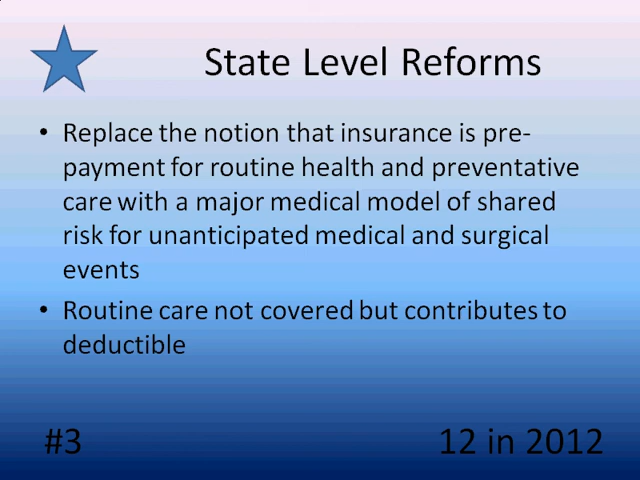 State Level Reforms
• Replace the notion that insurance is pre-
payment for routine health and preventative
care with a major medical model of shared
risk for unanticipated medical and surgical
events
• Routine care not covered but contributes to
deductible
#3
12 in 2012